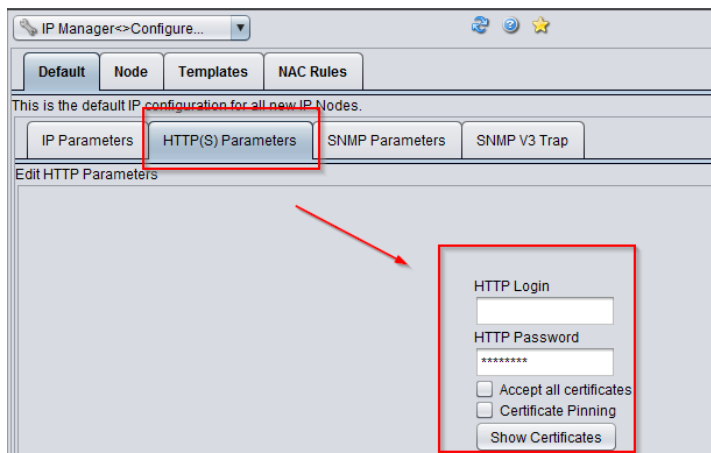 IP Manager<>Configure...
Default Node Templates NAC Rules
This is the default IP configuration for all new IP Nodes.
IP Parameters HTTP(S) Parameters SNMP Parameters SNMP V3 Trap
Edit HTTP Parameters
HTTP Login
HTTP Password
********
Accept all certificates
Certificate Pinning
Show Certificates